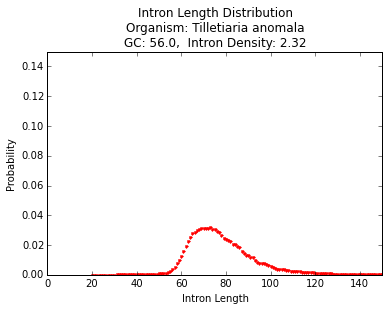 Intron Length Distribution
Organism: Tilletiaria anomala
GC: 56.0,  Intron Density: 2.32
0.14
0.12
0.10
0.08
0.06
0.04
0.02
0.00
Probability
0 20 40 60 80 100 120 140
Intron Length